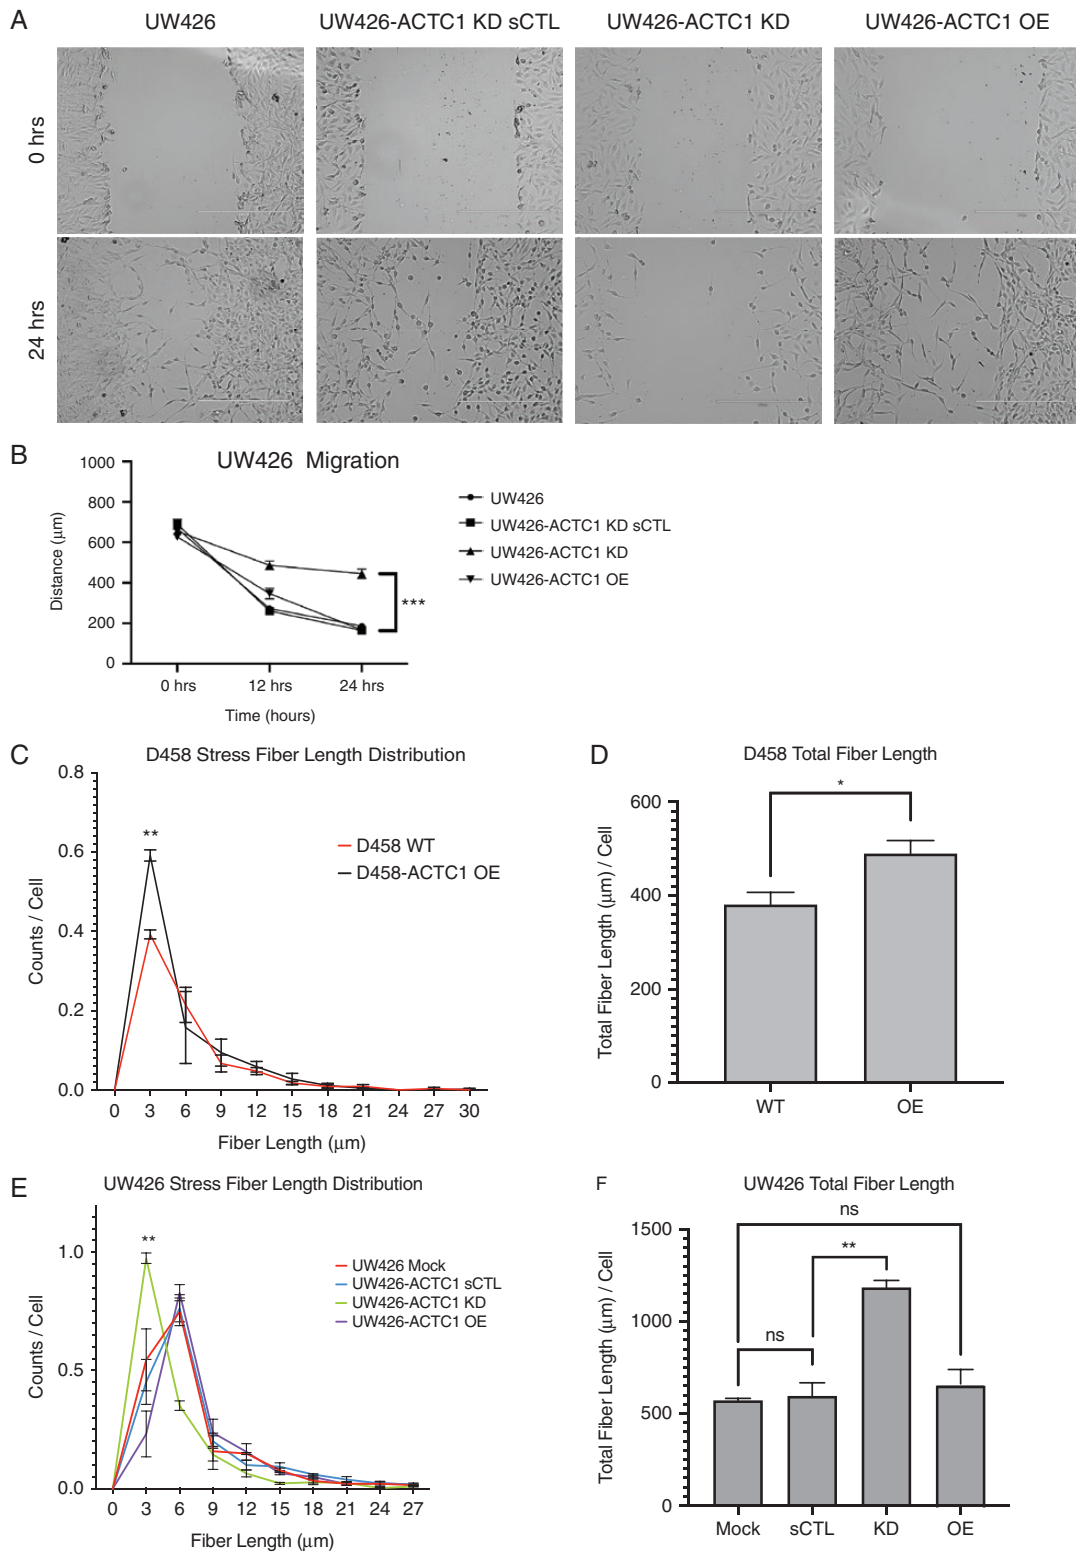 A
UW426
UW426-ACTC1 KD sCTL
UW426-ACTC1 KD
UW426-ACTC1 OE
0 hrs
24 hrs
B
UW426 Migration
Distance (μm)
1000
800
600
400
200
0
0 hrs
12 hrs
24 hrs
Time (hours)
***
UW426
UW426-ACTC1 KD sCTL
UW426-ACTC1 KD
UW426-ACTC1 OE
C
D458 Stress Fiber Length Distribution
Counts / Cell
0.8
0.6
0.4
0.2
0.0
**
D458 WT
D458-ACTC1 OE
0 3 6 9 12 15 18 21 24 27 30
Fiber Length (μm)
D
D458 Total Fiber Length
Total Fiber Length (μm) / Cell
600
400
200
0
*
WT OE
E
UW426 Stress Fiber Length Distribution
Counts / Cell
1.0
0.5
0.0
**
UW426 Mock
UW426-ACTC1 sCTL
UW426-ACTC1 KD
UW426-ACTC1 OE
0 3 6 9 12 15 18 21 24 27
Fiber Length (μm)
F
UW426 Total Fiber Length
Total Fiber Length (μm) / Cell
1500
1000
500
0
ns
**
ns
Mock sCTL KD OE